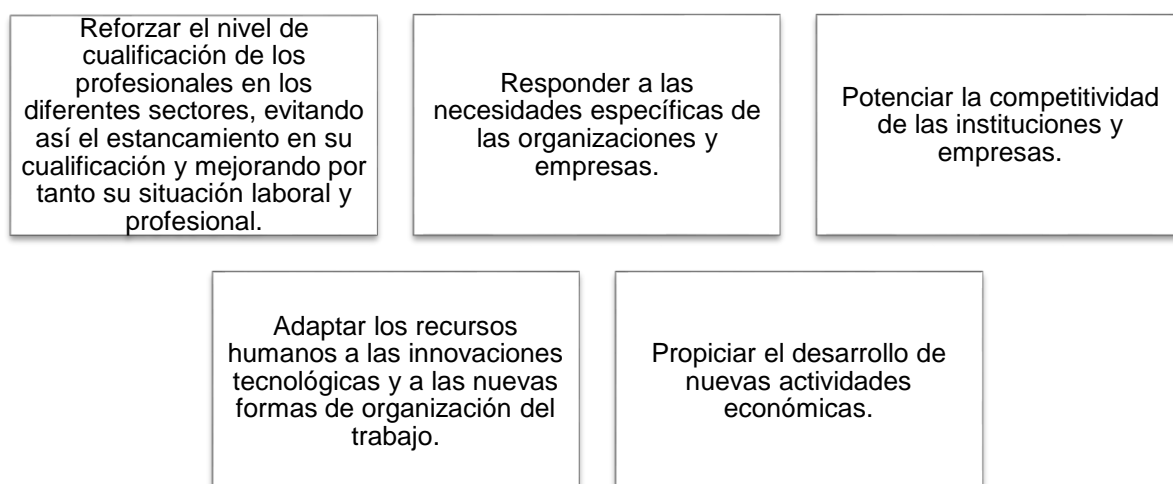 Reforzar el nivel de
cualificación de los
profesionales en los
diferentes sectores, evitando
así el estancamiento en su
cualificación y mejorando por
tanto su situación laboral y
profesional.
Responder a las
necesidades específicas de
las organizaciones y
empresas.
Potenciar la competitividad
de las instituciones y
empresas.
Adaptar los recursos
humanos a las innovaciones
tecnológicas y a las nuevas
formas de organización del
trabajo.
Propiciar el desarrollo de
nuevas actividades
económicas.